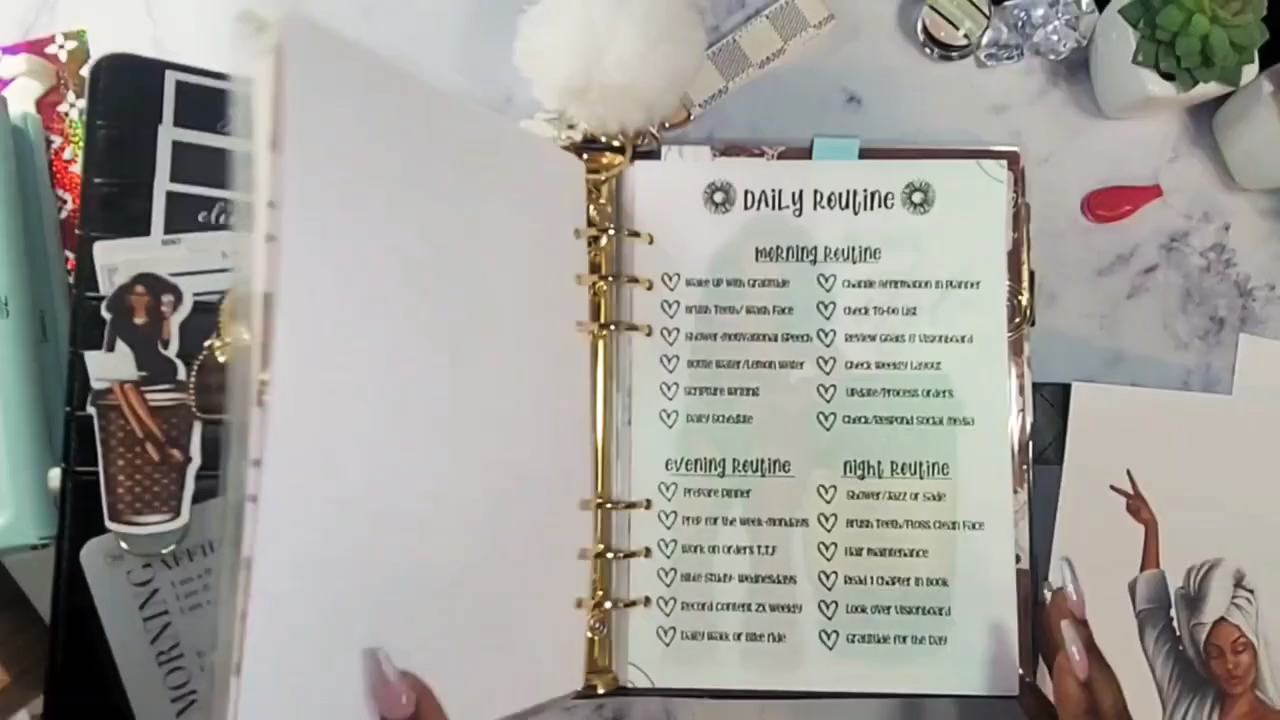 DAILY ROUTINE
MORNING ROUTINE
Wake up with Gratitude
Brush Teeth/ Wash Face
Shower-Motivational Speech
Bottle Water/Lemon Water
Scripture Writing
Daily Schedule
Change Affirmation in Planner
Check To-Do List
Review Goals & Visionboard
Check Weekly Layout
Update/Process Orders
Check/Respond Social Media
Evening Routine
Prepare Dinner
Prep for the Week-Mondays
Work on Orders T,T,F
Bible Study- Wednesdays
Record Content 2x Weekly
Daily Walk or Bike ride
Night Routine
Shower/Jazz or Sade
Brush Teeth/Floss Clean Face
Hair Maintenance
Read 1 Chapter in Book
Look over Visionboard
Gratitude for the Day
MORNING
I am a
I am
I am